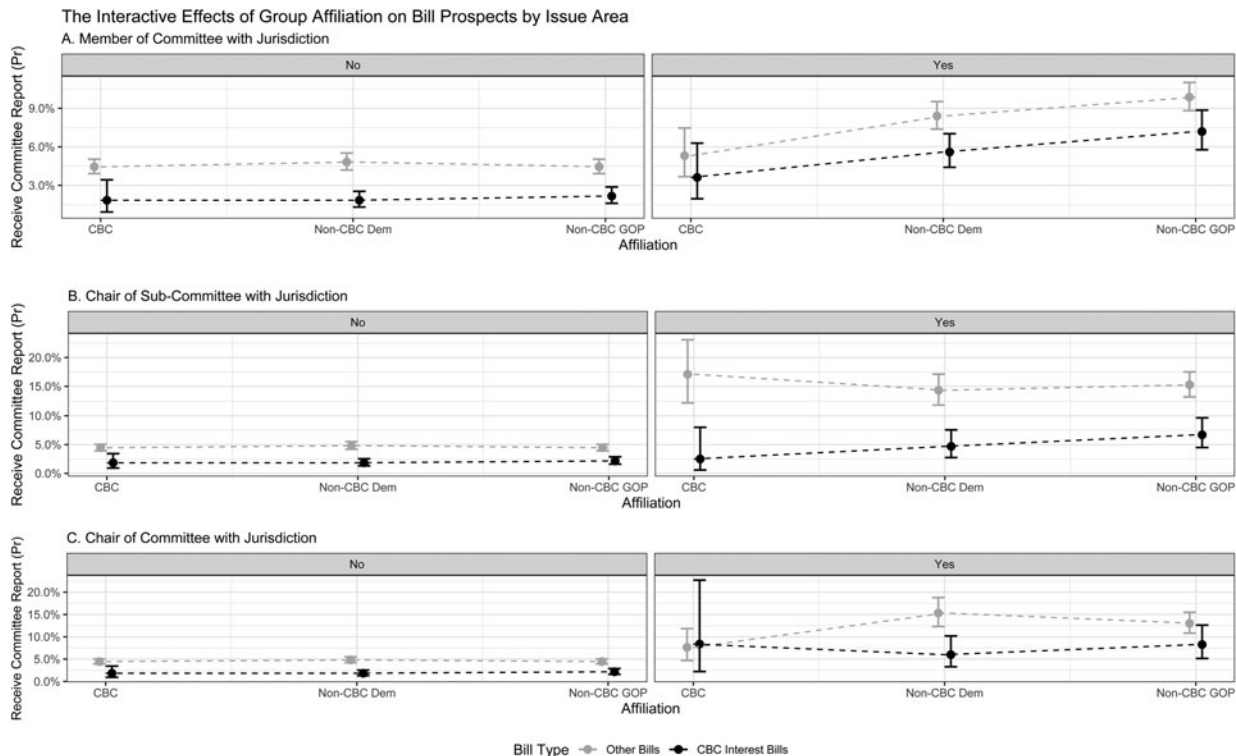 The Interactive Effects of Group Affiliation on Bill Prospects by Issue Area
A. Member of Committee with Jurisdiction
No
Yes
Receive Committee Report (Pr)
9.0%
6.0%
3.0%
CBC
Non-CBC Dem
Non-CBC GOP
CBC
Non-CBC Dem
Non-CBC GOP
Affiliation
B. Chair of Sub-Committee with Jurisdiction
No
Yes
Receive Committee Report (Pr)
20.0%
15.0%
10.0%
5.0%
0.0%
CBC
Non-CBC Dem
Non-CBC GOP
CBC
Non-CBC Dem
Non-CBC GOP
Affiliation
C. Chair of Committee with Jurisdiction
No
Yes
Receive Committee Report (Pr)
20.0%
15.0%
10.0%
5.0%
0.0%
CBC
Non-CBC Dem
Non-CBC GOP
CBC
Non-CBC Dem
Non-CBC GOP
Affiliation
Bill Type Other Bills CBC Interest Bills